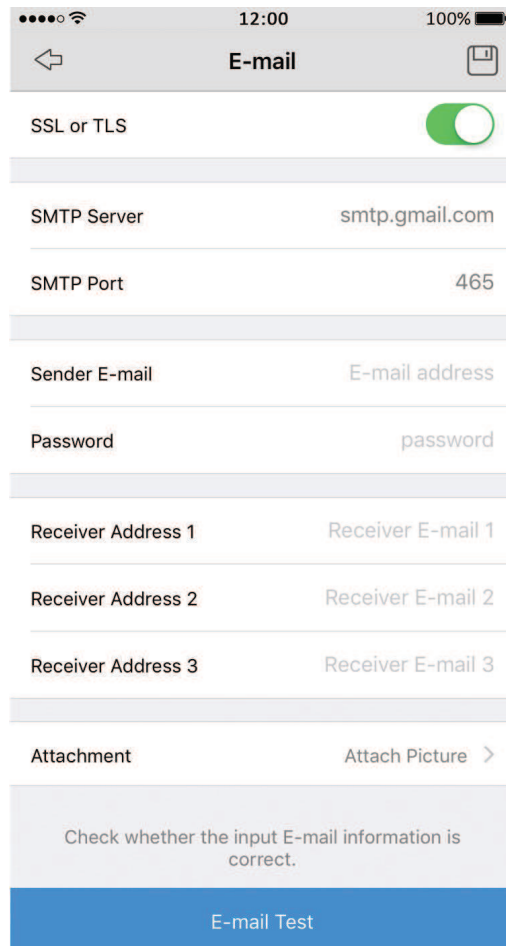 12:00 100%
E-mail
SSL or TLS
SMTP Server smtp.gmail.com
SMTP Port 465
Sender E-mail E-mail address
Password password
Receiver Address 1 Receiver E-mail 1
Receiver Address 2 Receiver E-mail 2
Receiver Address 3 Receiver E-mail 3
Attachment Attach Picture
Check whether the input E-mail information is
correct.
E-mail Test